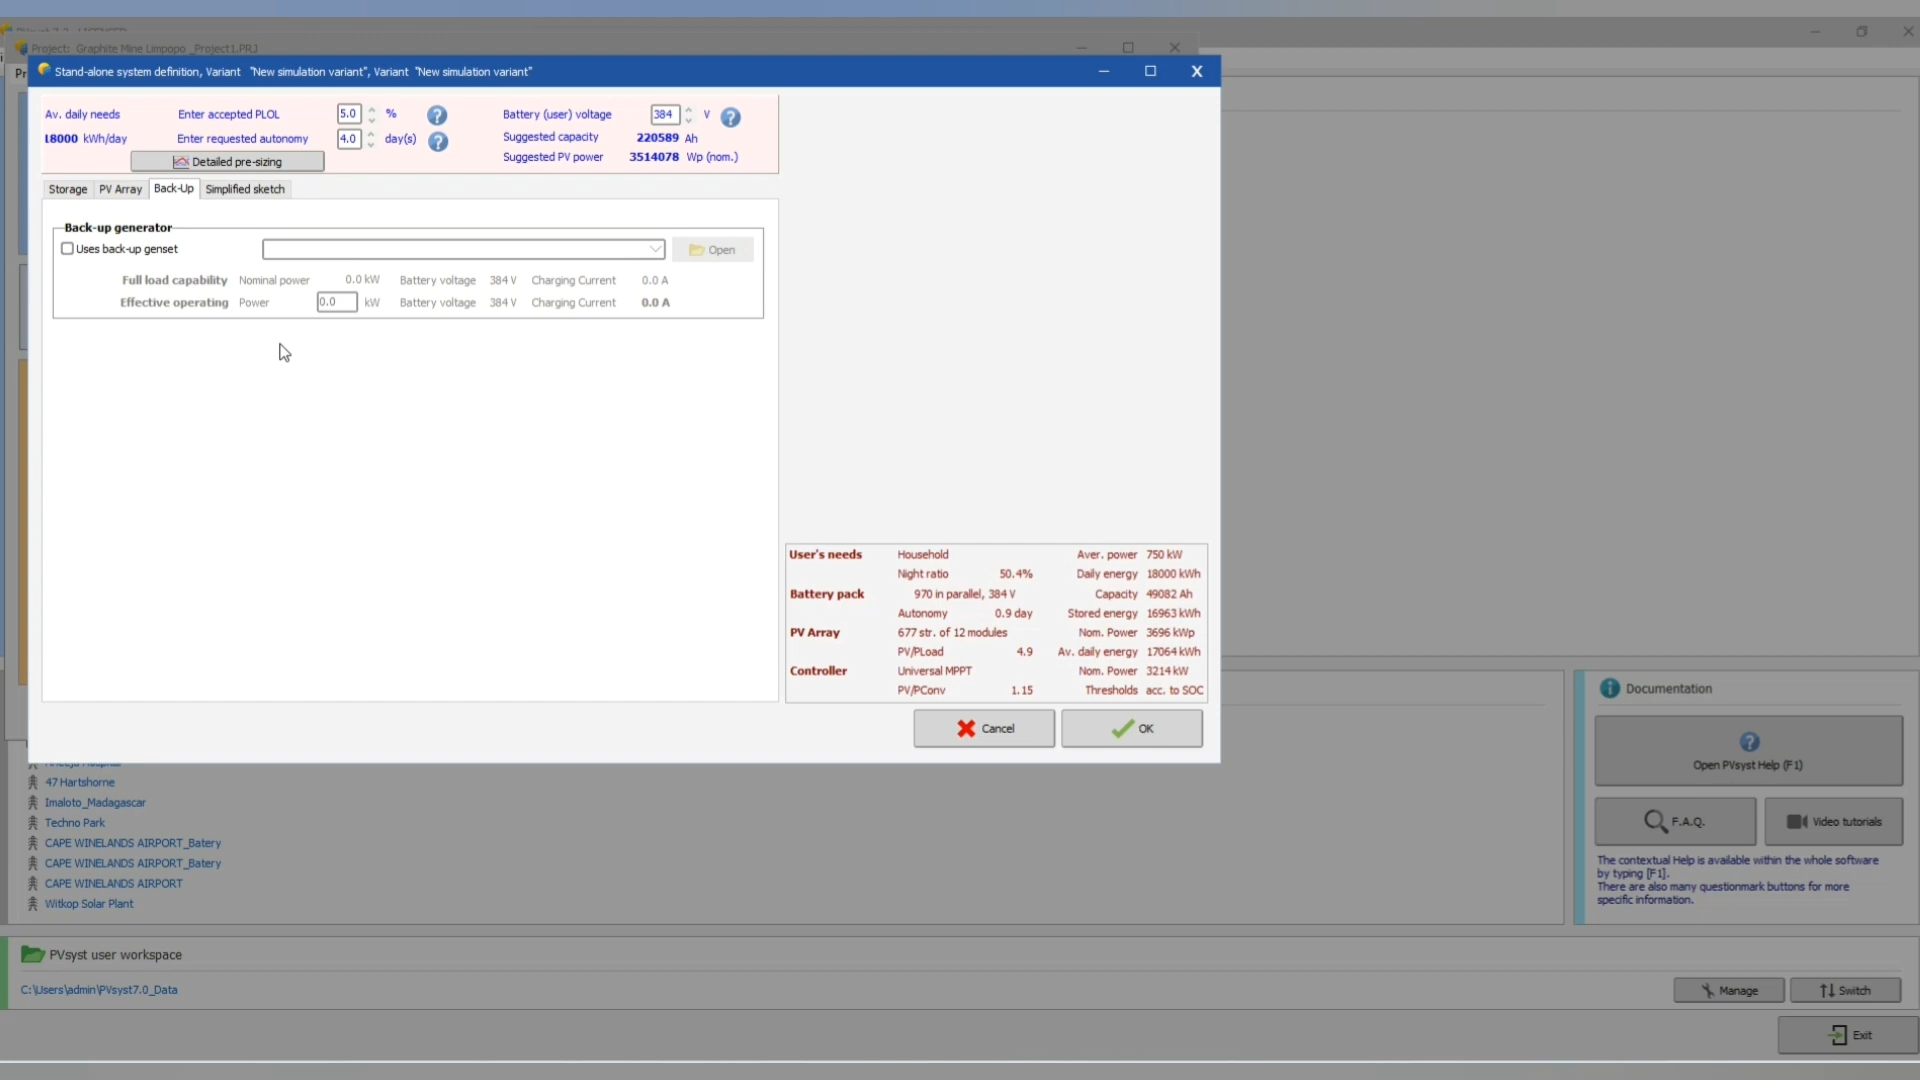 Project: Graphite Mine Limpopo _Project1.PRJ
Stand-alone system definition, Variant "New simulation variant", Variant "New simulation variant"
Av. daily needs
18000 kWh/day
Enter accepted PLOL 5.0 %
Enter requested autonomy 4.0 day(s)
Detailed pre-sizing
Battery (user) voltage 384 V
Suggested capacity 220589 Ah
Suggested PV power 3514078 Wp (nom.)
Storage PV Array Back-Up Simplified sketch
Back-up generator
Uses back-up genset Open
Full load capability Nominal power 0.0 kW Battery voltage 384 V Charging Current 0.0 A
Effective operating Power 0.0 kW Battery voltage 384 V Charging Current 0.0 A
User's needs Household Aver. power 750 kW
Night ratio 50.4% Daily energy 18000 kWh
Battery pack 970 in parallel, 384 V Capacity 49082 Ah
Autonomy 0.9 day Stored energy 16963 kWh
PV Array 677 str. of 12 modules Nom. Power 3696 kWp
PV/PLoad 4.9 Av. daily energy 17064 kWh
Controller Universal MPPT Nom. Power 3214 kW
PV/PConv 1.15 Thresholds acc. to SOC
Cancel OK
47 Hartshorne
Imaloto_Madagascar
Techno Park
CAPE WINELANDS AIRPORT_Batery
CAPE WINELANDS AIRPORT_Batery
CAPE WINELANDS AIRPORT
Witkop Solar Plant
Documentation
Open PVsyst Help (F1)
F.A.Q. Video tutorials
The contextual Help is available within the whole software
by typing [F1].
There are also many questionmark buttons for more
specific information.
PVsyst user workspace
C:\Users\admin\PVsyst7.0_Data
Manage Switch
Exit